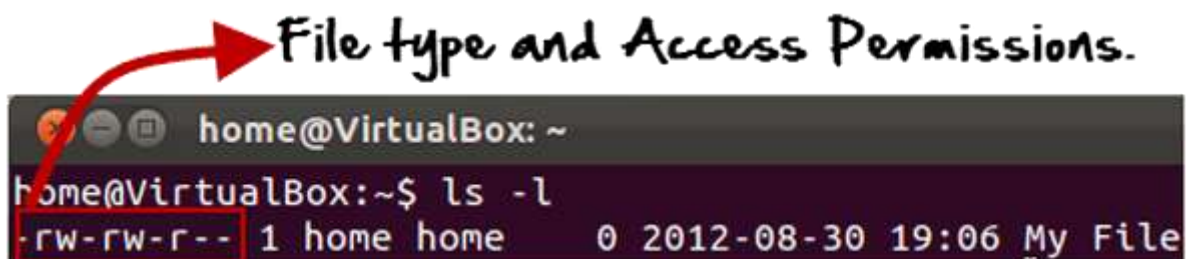 File type and Access Permissions.
home@VirtualBox: ~
home@VirtualBox:~$ ls -l
-rw-rw-r-- 1 home home 0 2012-08-30 19:06 My File